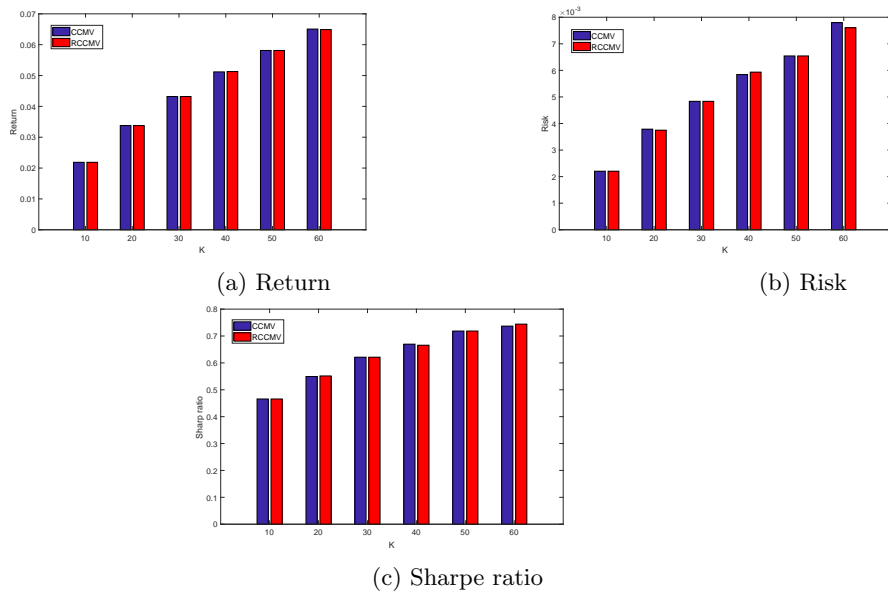 0.07
0.06
0.05
0.04
0.03
0.02
0.01
0
Return
CCMV
RCCMV
10 20 30 40 50 60
K
(a) Return
×10⁻³
8
7
6
5
4
3
2
1
0
Risk
CCMV
RCCMV
10 20 30 40 50 60
K
(b) Risk
0.8
0.7
0.6
0.5
0.4
0.3
0.2
0.1
0
Sharp ratio
CCMV
RCCMV
10 20 30 40 50 60
K
(c) Sharpe ratio